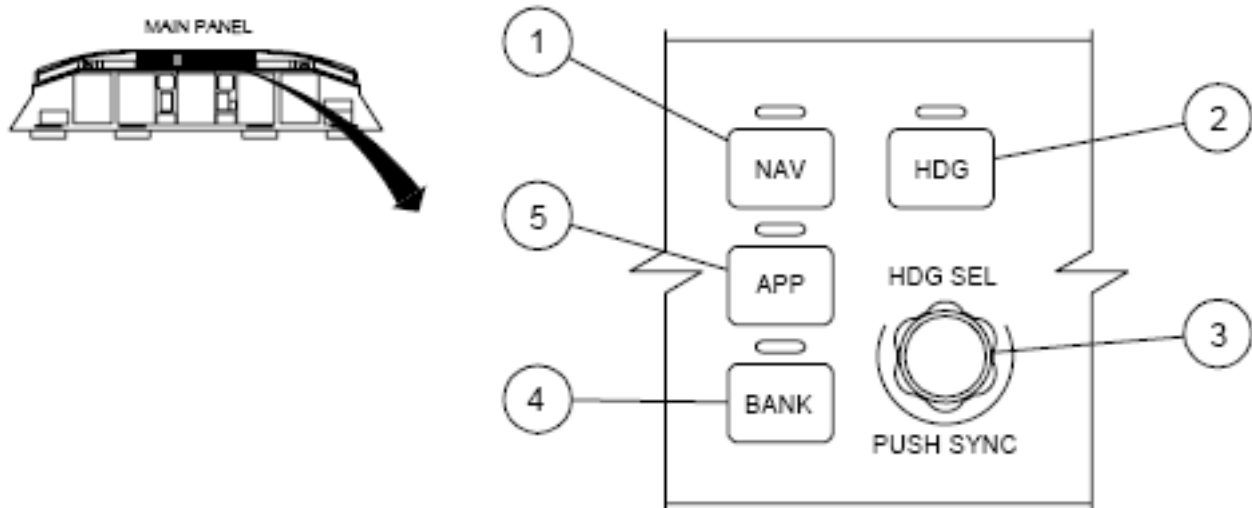 MAIN PANEL
1
2
NAV
HDG
5
APP
HDG SEL
3
4
BANK
PUSH SYNC